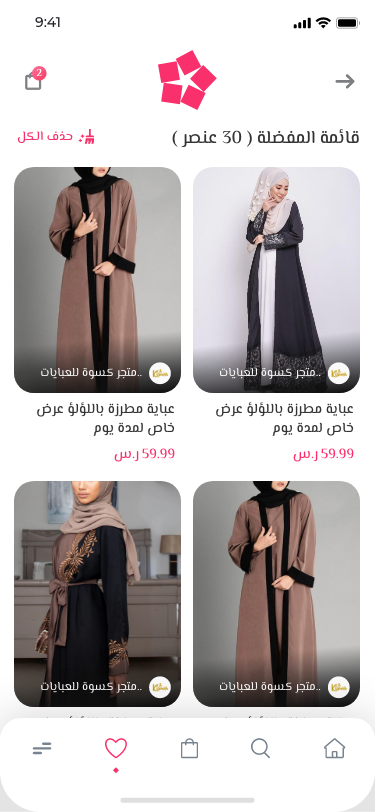 9:41
2
قائمة المفضلة ( 30 عنصر )
حذف الكل
متجر كسوة للعبايات..
متجر كسوة للعبايات..
عباية مطرزة باللؤلؤ عرض
خاص لمدة يوم
59.99 ر.س
عباية مطرزة باللؤلؤ عرض
خاص لمدة يوم
59.99 ر.س
متجر كسوة للعبايات..
متجر كسوة للعبايات..